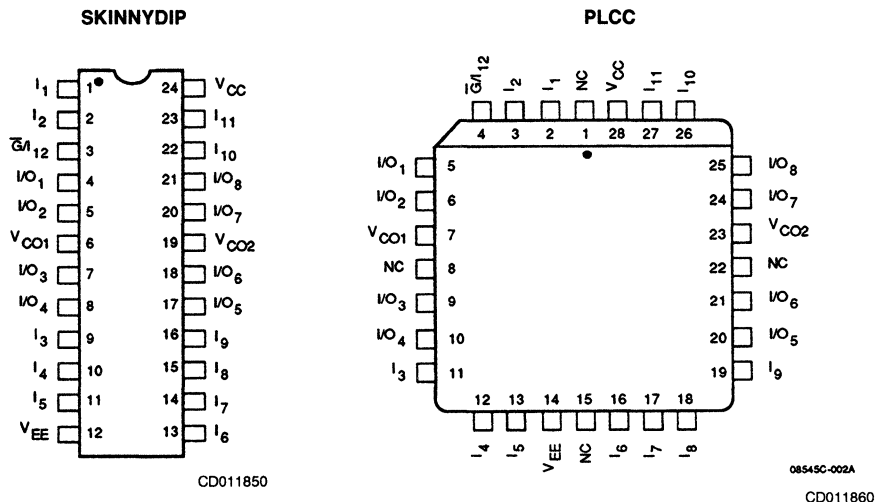 SKINNYDIP
I1 1 24 VCC
I2 2 23 I11
G̅/I12 3 22 I10
I/O1 4 21 I/O8
I/O2 5 20 I/O7
VCO1 6 19 VCO2
I/O3 7 18 I/O6
I/O4 8 17 I/O5
I3 9 16 I9
I4 10 15 I8
I5 11 14 I7
VEE 12 13 I6
CD011850
PLCC
G̅/I12 I2 I1 NC VCC I11 I10
4 3 2 1 28 27 26
I/O1 5 25 I/O8
I/O2 6 24 I/O7
VCO1 7 23 VCO2
NC 8 22 NC
I/O3 9 21 I/O6
I/O4 10 20 I/O5
I3 11 19 I9
12 13 14 15 16 17 18
I4 I5 VEE NC I6 I7 I8
08545C-002A
CD011860